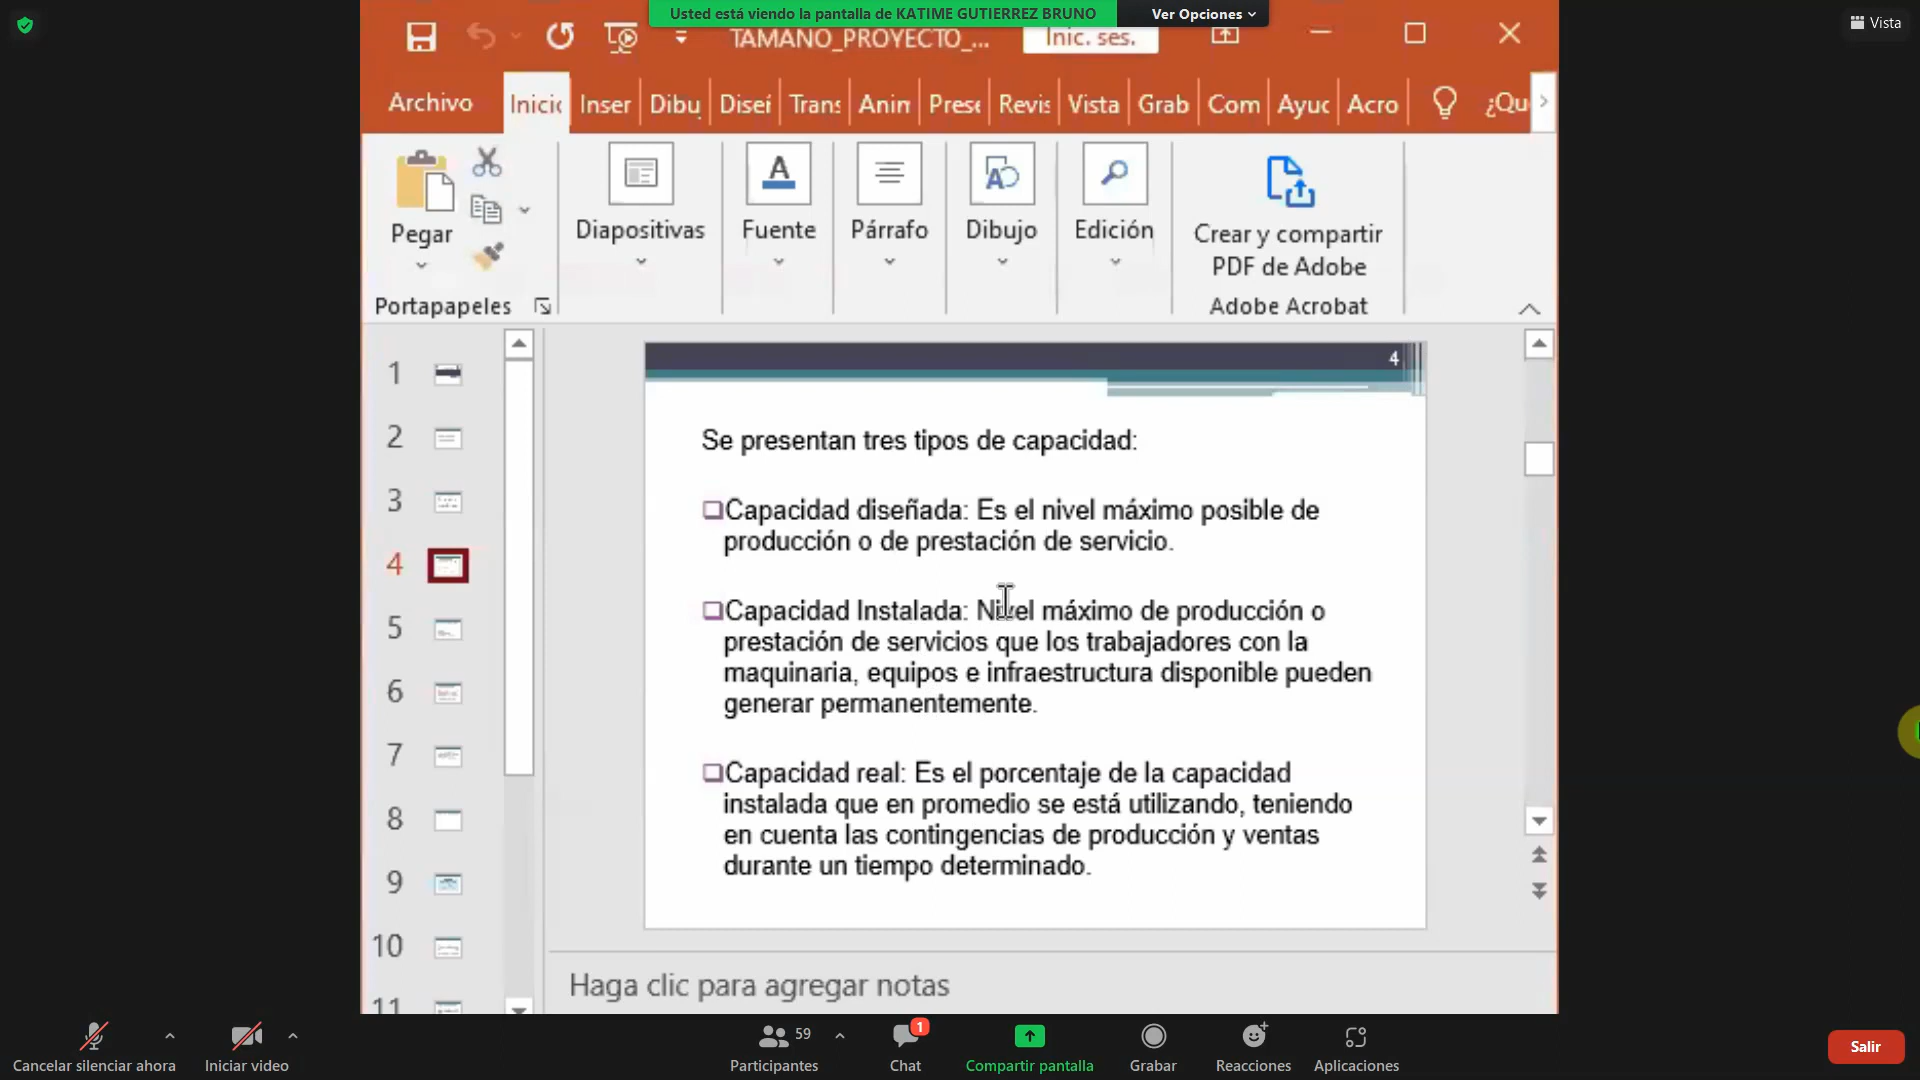 Usted está viendo la pantalla de KATIME GUTIERREZ BRUNO
Ver Opciones
Vista
TAMANO_PROYECTO_...
Inic. ses.
Archivo
Inicio
Inser
Dibu
Diseñ
Trans
Anim
Prese
Revis
Vista
Grab
Com
Ayuc
Acro
¿Qu
Pegar
Diapositivas
Fuente
Párrafo
Dibujo
Edición
Crear y compartir
PDF de Adobe
Portapapeles
Adobe Acrobat
1
2
3
4
5
6
7
8
9
10
11
4
Se presentan tres tipos de capacidad:
Capacidad diseñada: Es el nivel máximo posible de
producción o de prestación de servicio.
Capacidad Instalada: Nivel máximo de producción o
prestación de servicios que los trabajadores con la
maquinaria, equipos e infraestructura disponible pueden
generar permanentemente.
Capacidad real: Es el porcentaje de la capacidad
instalada que en promedio se está utilizando, teniendo
en cuenta las contingencias de producción y ventas
durante un tiempo determinado.
Haga clic para agregar notas
Cancelar silenciar ahora
Iniciar video
59
Participantes
1
Chat
Compartir pantalla
Grabar
Reacciones
Aplicaciones
Salir